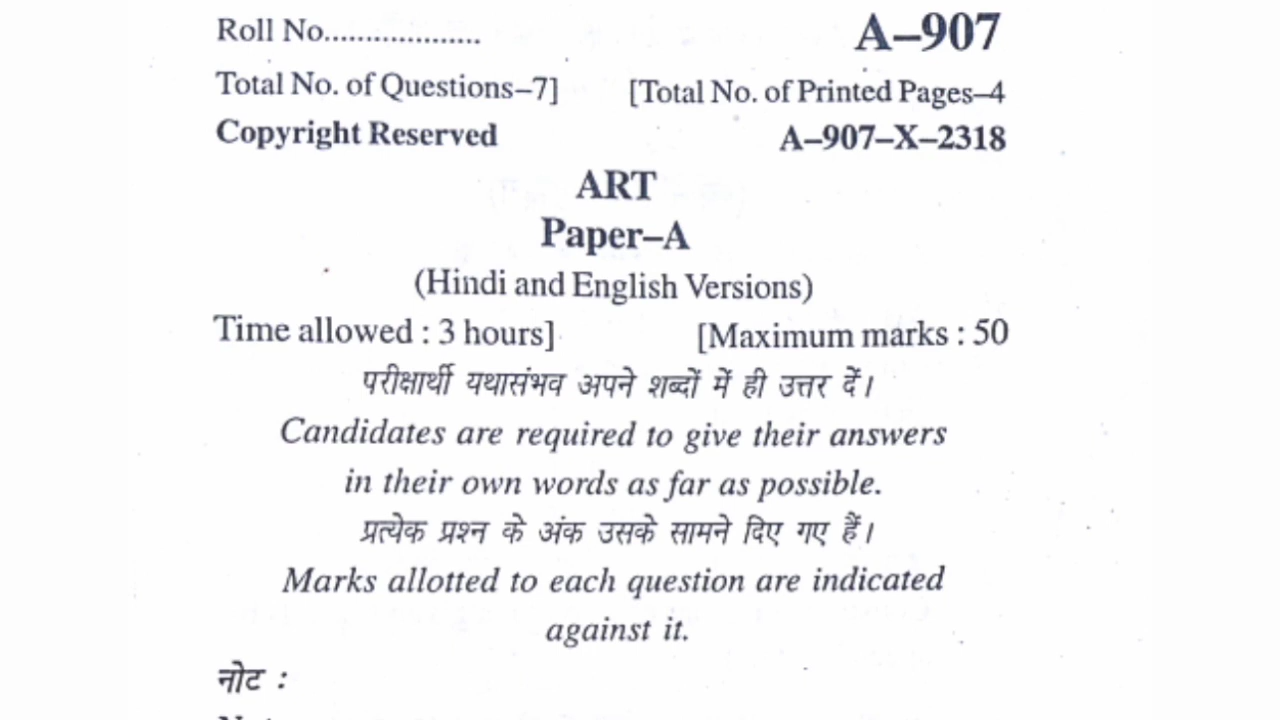 Roll No................... A–907
Total No. of Questions–7] [Total No. of Printed Pages–4
Copyright Reserved A–907–X–2318
ART
Paper–A
(Hindi and English Versions)
Time allowed : 3 hours] [Maximum marks : 50
परीक्षार्थी यथासंभव अपने शब्दों में ही उत्तर दें।
Candidates are required to give their answers
in their own words as far as possible.
प्रत्येक प्रश्न के अंक उसके सामने दिए गए हैं।
Marks allotted to each question are indicated
against it.
नोट :